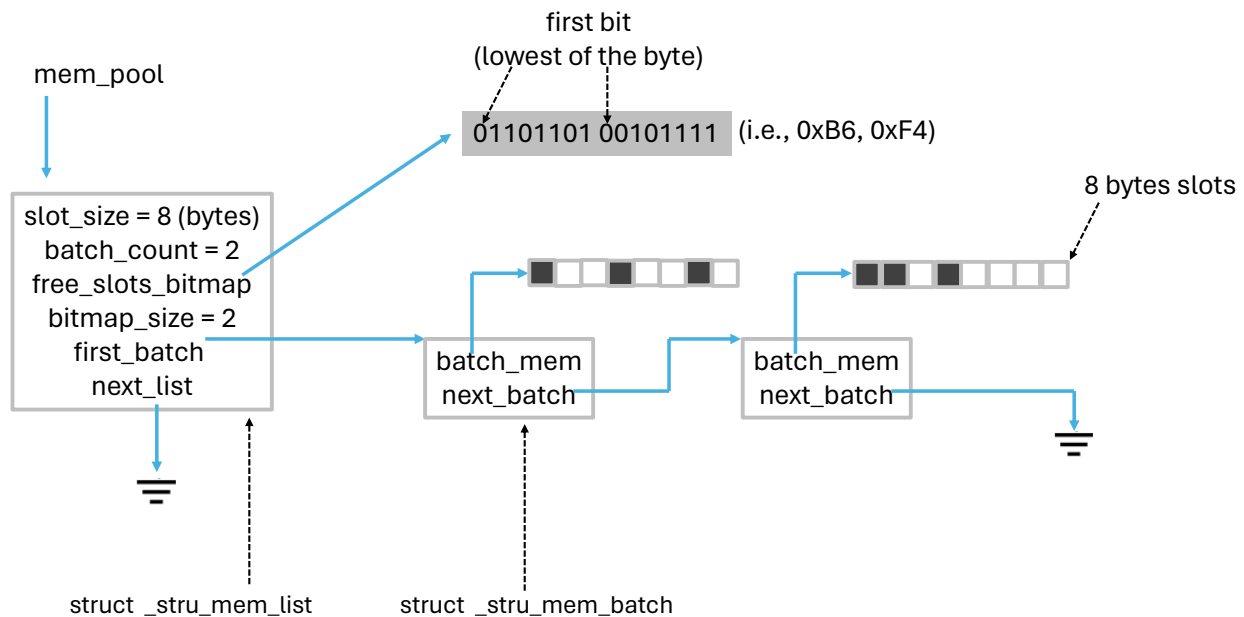 first bit
(lowest of the byte)
mem_pool
01101101 00101111 (i.e., 0xB6, 0xF4)
8 bytes slots
slot_size = 8 (bytes)
batch_count = 2
free_slots_bitmap
bitmap_size = 2
first_batch
next_list
batch_mem
next_batch
batch_mem
next_batch
struct _stru_mem_list
struct _stru_mem_batch